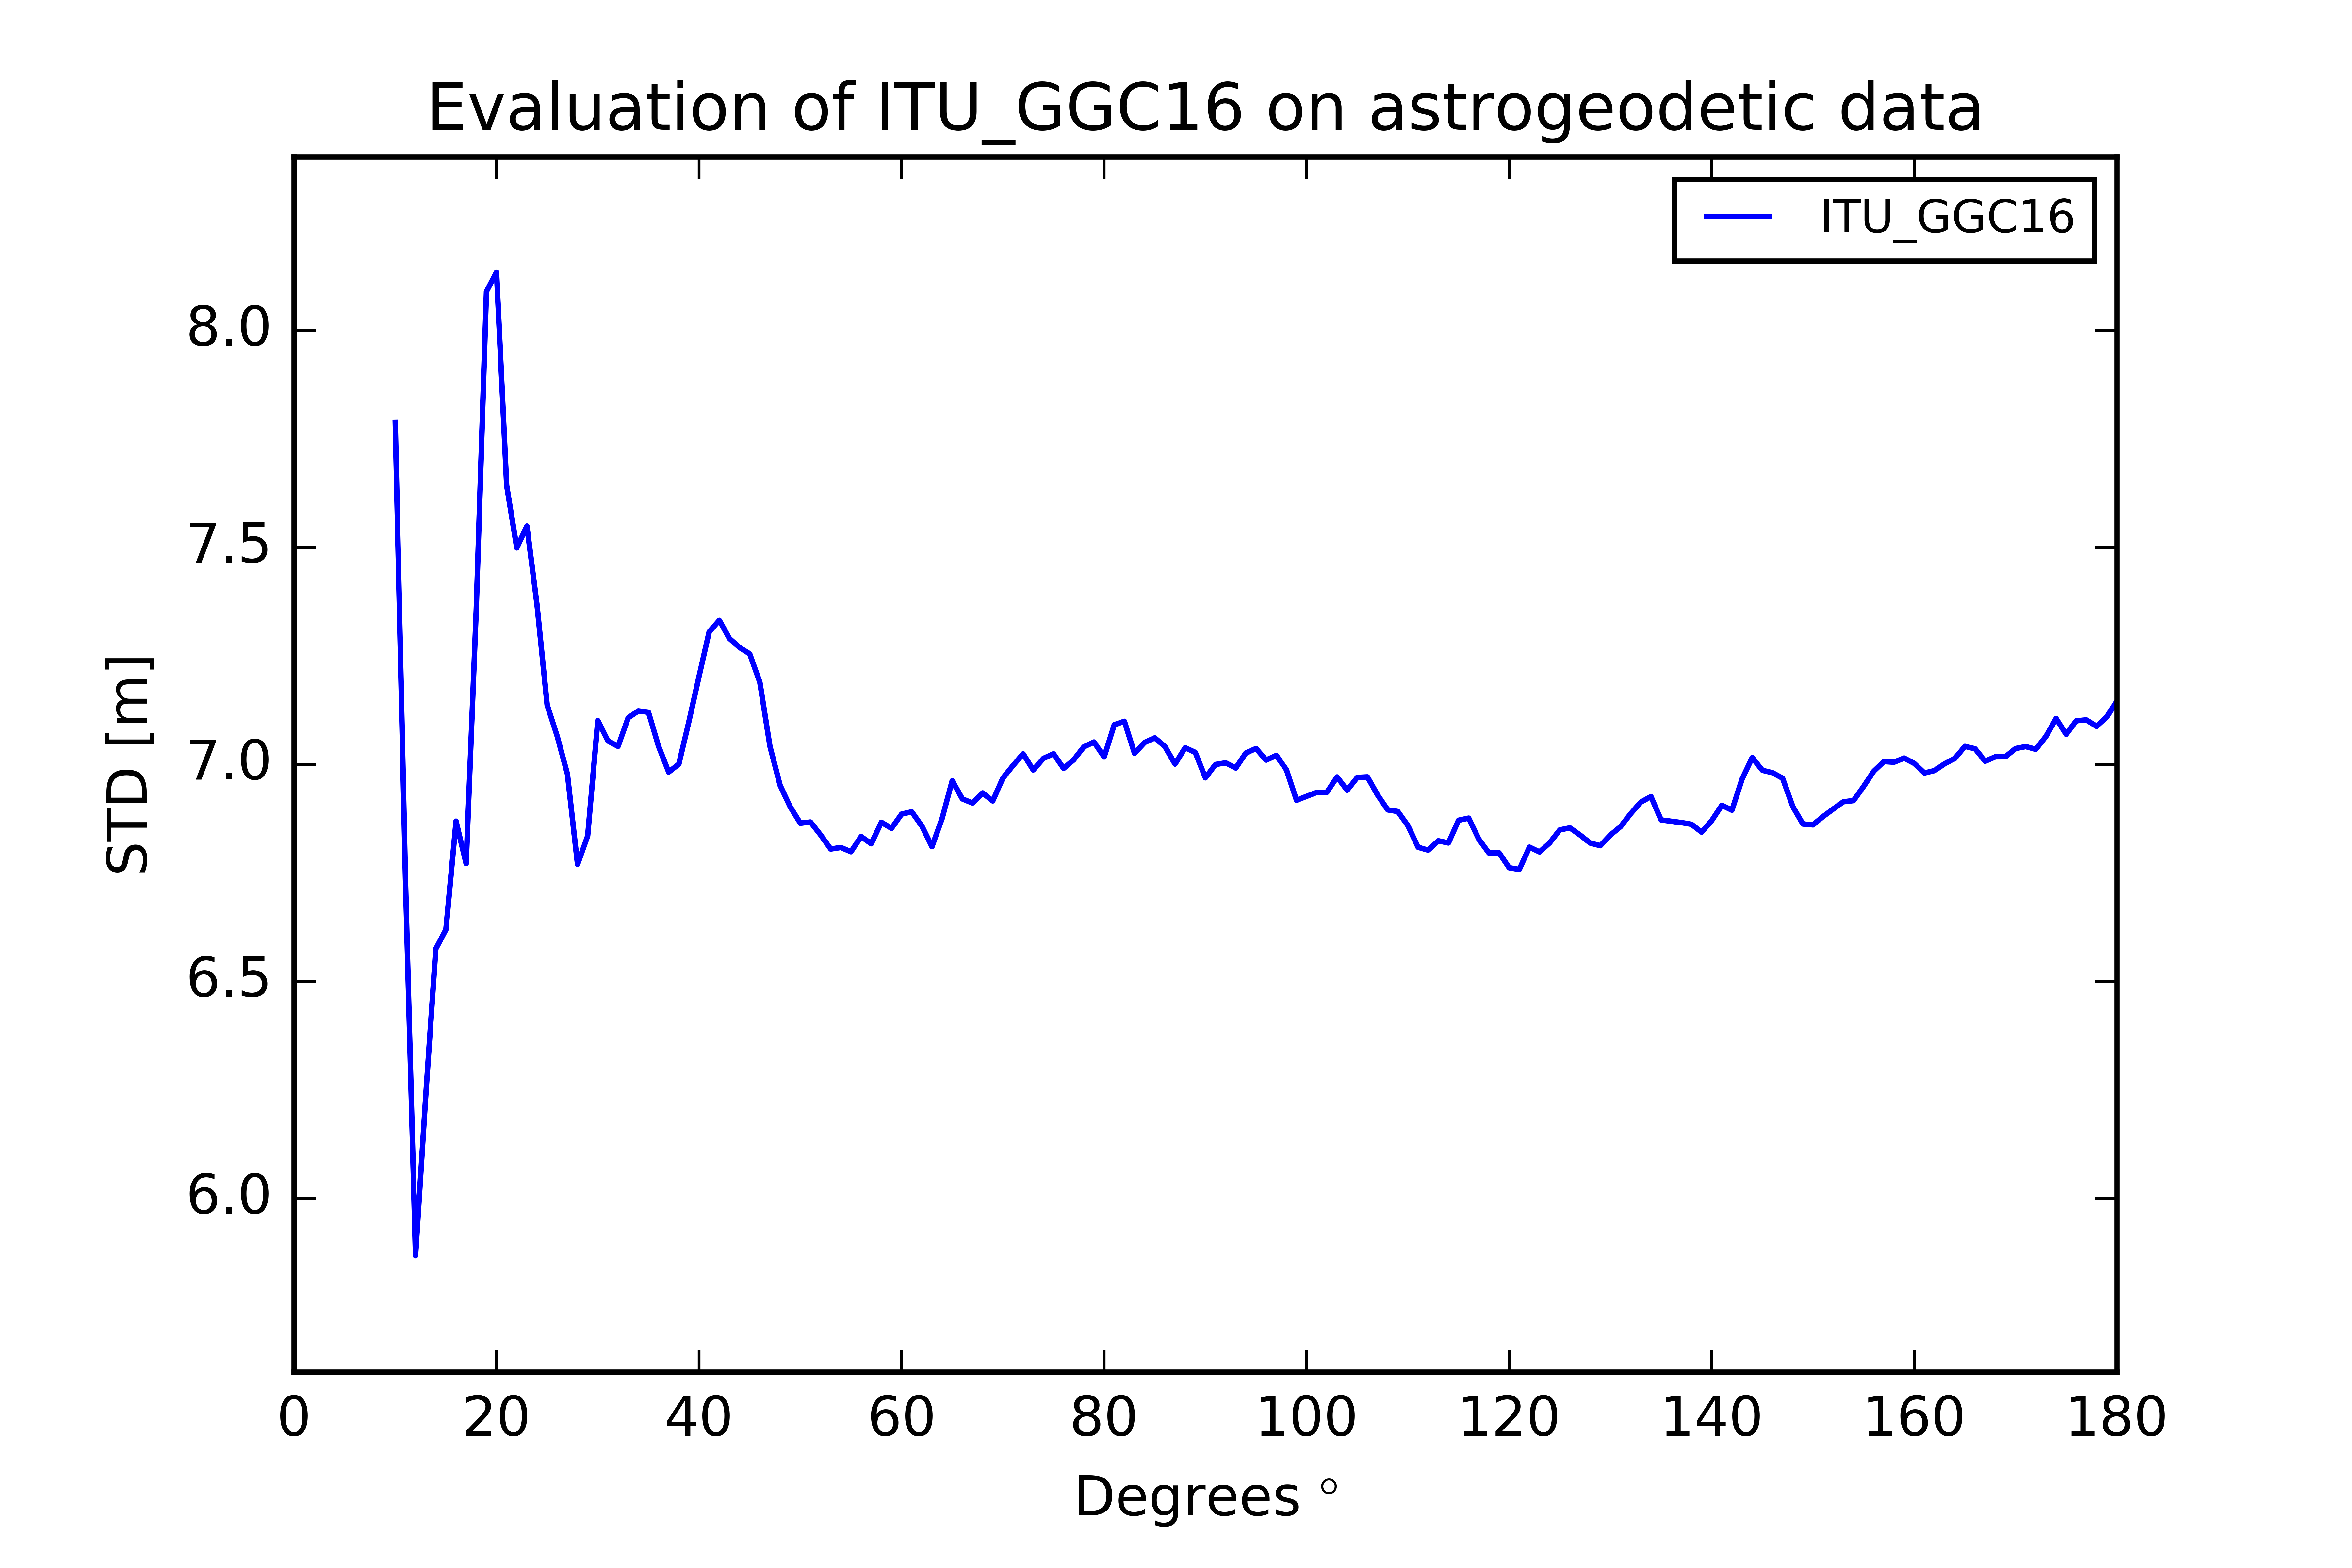 Evaluation of ITU_GGC16 on astrogeodetic data
ITU_GGC16
STD [m]
8.0
7.5
7.0
6.5
6.0
0 20 40 60 80 100 120 140 160 180
Degrees °